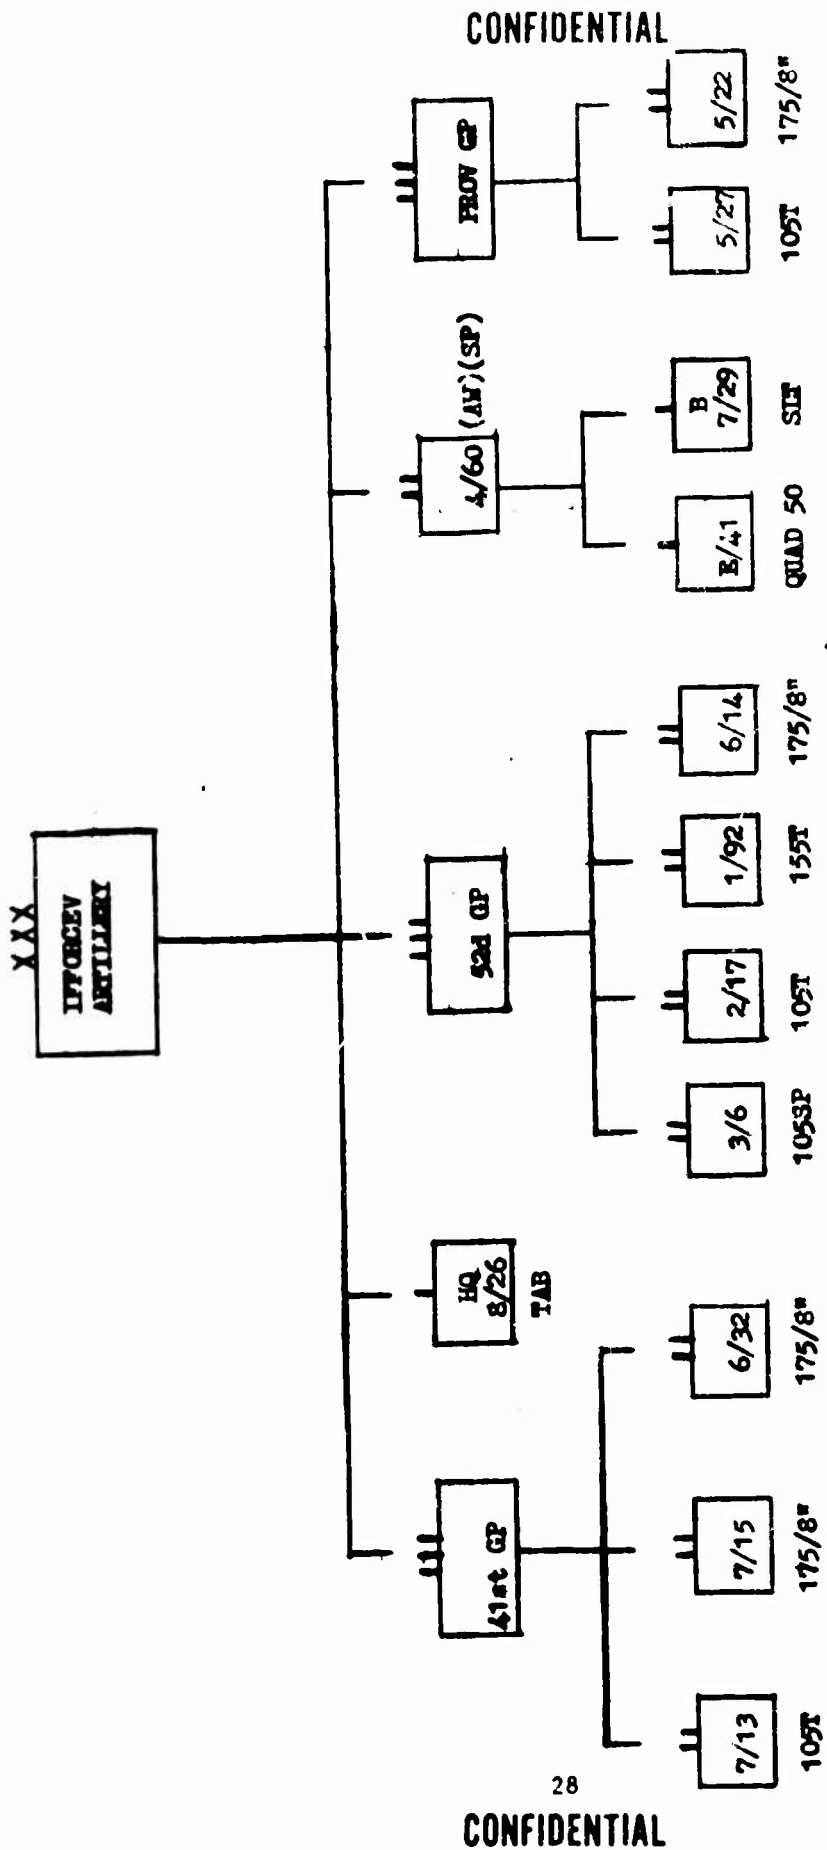 CONFIDENTIAL
XXX
IFFORCEV
ARTILLERY
41st GP
HQ
8/26
TAB
52d GP
4/60 (AW)(SP)
PROV GP
7/13
105T
7/15
175/8"
6/32
175/8"
3/6
105SP
2/17
105T
1/92
155T
6/14
175/8"
E/41
QUAD 50
B
7/29
SLT
5/27
105T
5/22
175/8"
28
CONFIDENTIAL